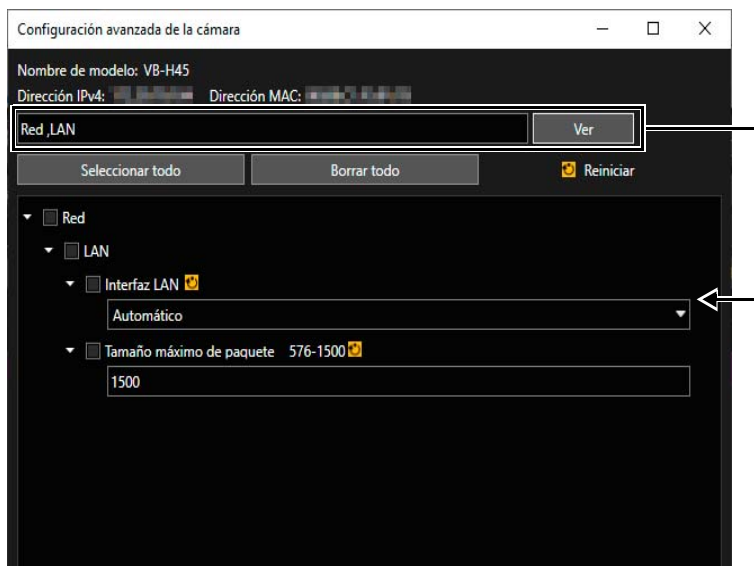 Configuración avanzada de la cámara
Nombre de modelo: VB-H45
Dirección IPv4: Dirección MAC:
Red ,LAN Ver
Seleccionar todo Borrar todo Reiniciar
Red
LAN
Interfaz LAN
Automático
Tamaño máximo de paquete 576-1500
1500